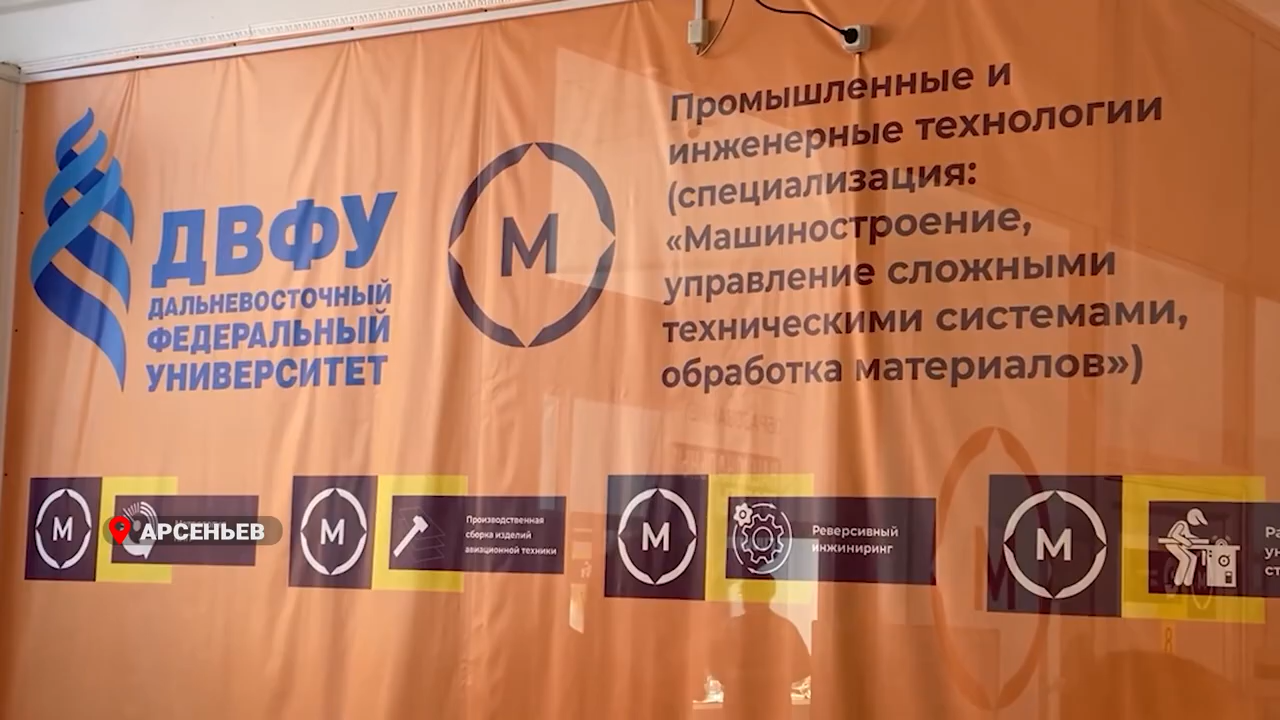 ДВФУ
ДАЛЬНЕВОСТОЧНЫЙ
ФЕДЕРАЛЬНЫЙ
УНИВЕРСИТЕТ
М
Промышленные и
инженерные технологии
(специализация:
«Машиностроение,
управление сложными
техническими системами,
обработка материалов»)
М
АРСЕНЬЕВ
М
Производственная
сборка изделий
авиационной техники
М
Реверсивный
инжиниринг
М